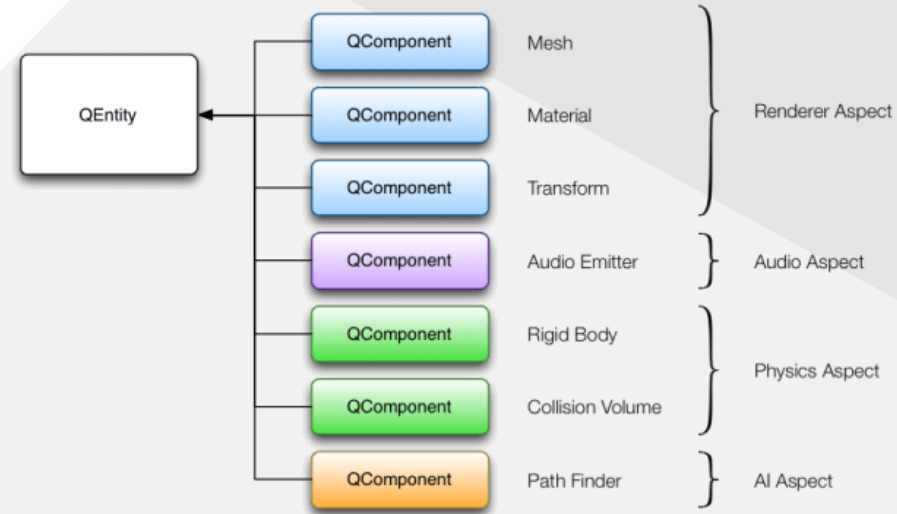 QEntity
QComponent Mesh
QComponent Material Renderer Aspect
QComponent Transform
QComponent Audio Emitter Audio Aspect
QComponent Rigid Body
Physics Aspect
QComponent Collision Volume
QComponent Path Finder AI Aspect